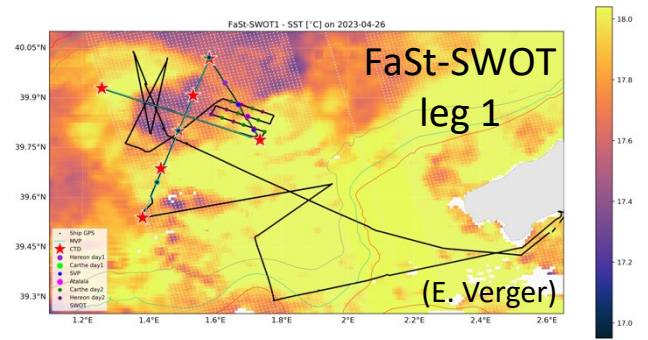 FaSt-SWOT1 - SST [°C] on 2023-04-26
FaSt-SWOT
leg 1
(E. Verger)
40.05°N
39.9°N
39.75°N
39.6°N
39.45°N
39.3°N
1.2°E
1.4°E
1.6°E
1.8°E
2°E
2.2°E
2.4°E
2.6°E
Ship GPS
MVP
CTD
Hereon day1
Carthe day1
SVP
Atalala
Carthe day2
Hereon day2
SWOT
18.0
17.8
17.6
17.4
17.2
17.0